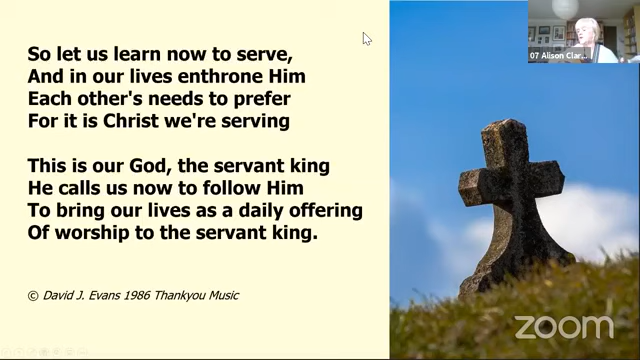 So let us learn now to serve,
And in our lives enthrone Him
Each other's needs to prefer
For it is Christ we're serving
This is our God, the servant king
He calls us now to follow Him
To bring our lives as a daily offering
Of worship to the servant king.
© David J. Evans 1986 Thankyou Music
07 Alison Clar...
zoom